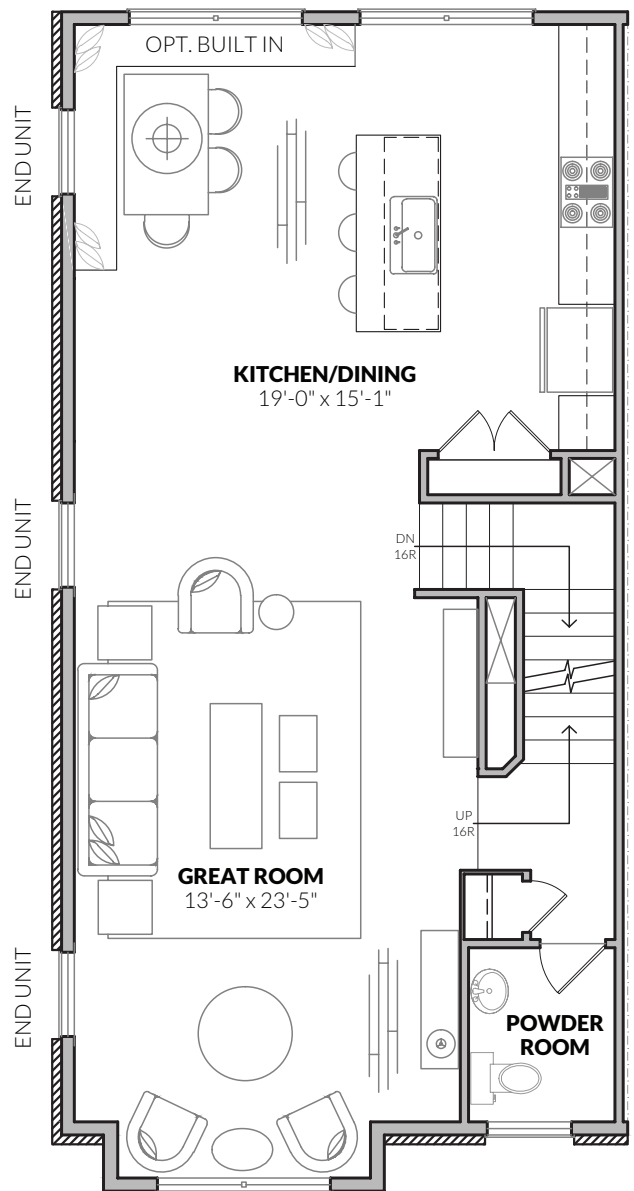 OPT. BUILT IN
END UNIT
KITCHEN/DINING
19'-0" x 15'-1"
END UNIT
DN
16R
UP
16R
GREAT ROOM
13'-6" x 23'-5"
END UNIT
POWDER
ROOM